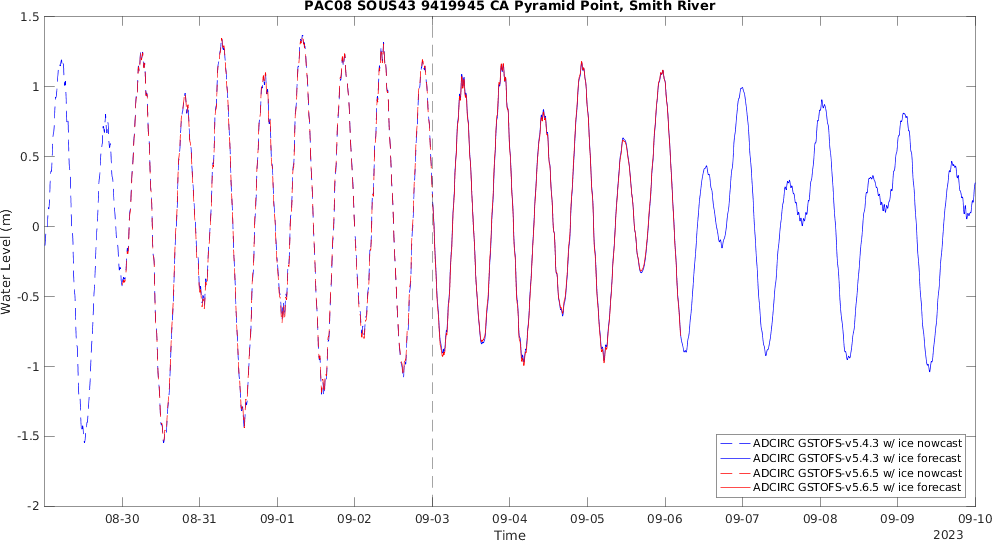 PAC08 SOUS43 9419945 CA Pyramid Point, Smith River
Water Level (m)
1.5
1
0.5
0
-0.5
-1
-1.5
-2
08-30 08-31 09-01 09-02 09-03 09-04 09-05 09-06 09-07 09-08 09-09 09-10
Time
2023
ADCIRC GSTOFS-v5.4.3 w/ ice nowcast
ADCIRC GSTOFS-v5.4.3 w/ ice forecast
ADCIRC GSTOFS-v5.6.5 w/ ice nowcast
ADCIRC GSTOFS-v5.6.5 w/ ice forecast